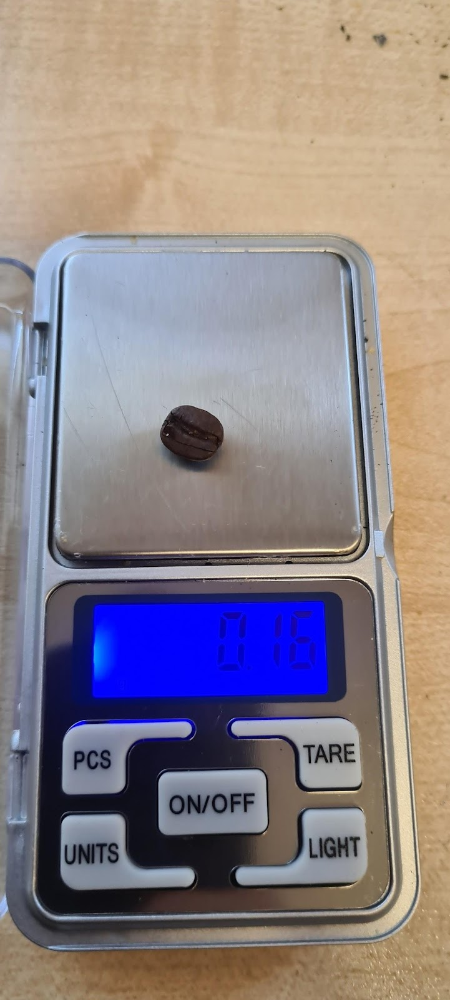 0.16
g
PCS
TARE
ON/OFF
UNITS
LIGHT